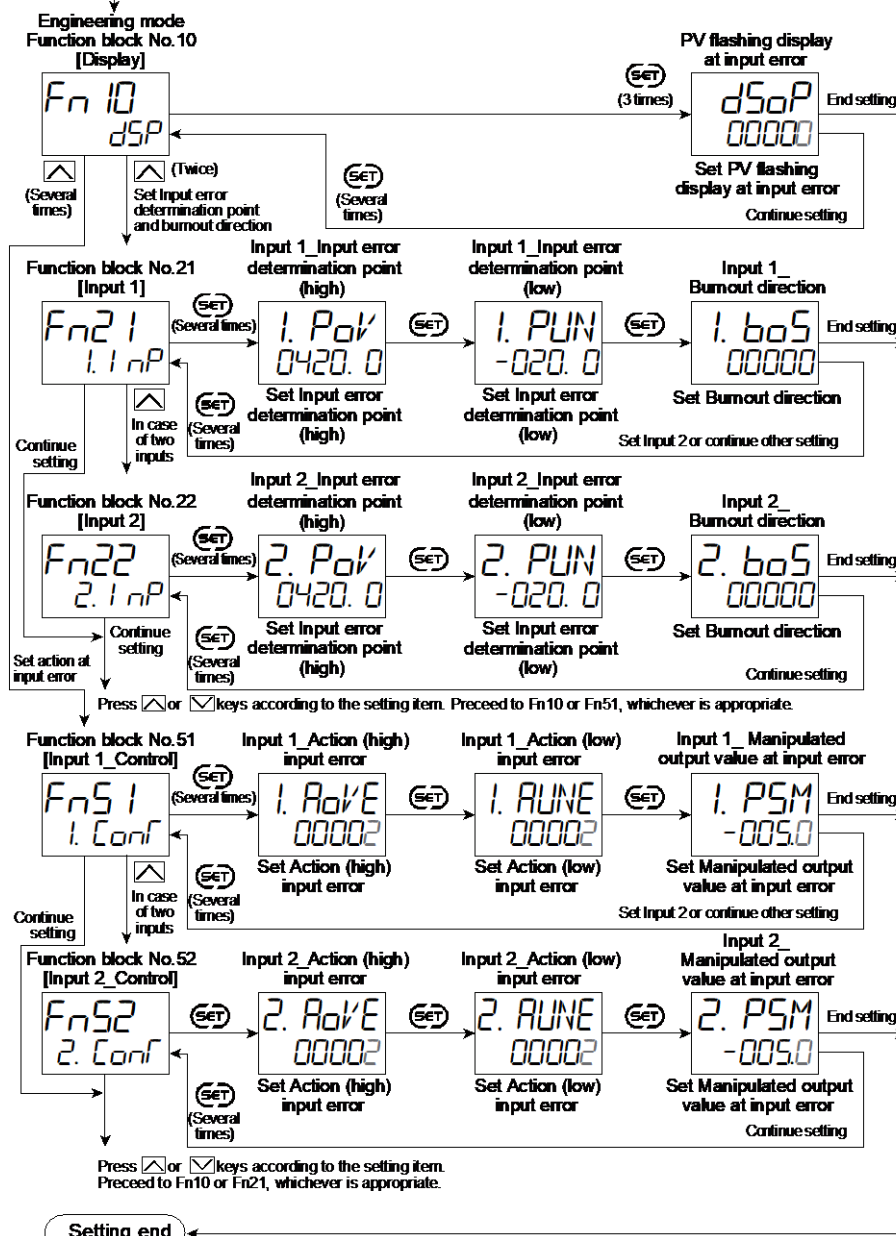 Engineering mode
Function block No.10
[Display]
Fn 10
dSP
SET
(3 times)
PV flashing display
at input error
dSoP
00000
End setting
Set PV flashing
display at input error
Continue setting
(Several
times)
(Twice)
Set Input error
determination point
and burnout direction
SET
(Several
times)
Function block No.21
[Input 1]
Fn21
1. I nP
SET
(Several times)
Input 1_Input error
determination point
(high)
1. PoV
0420. 0
Set Input error
determination point
(high)
SET
Input 1_Input error
determination point
(low)
1. PUN
-020. 0
Set Input error
determination point
(low)
SET
Input 1_
Burnout direction
1. boS
00000
End setting
Set Burnout direction
Set Input 2 or continue other setting
Continue
setting
In case
of two
inputs
SET
(Several
times)
Function block No.22
[Input 2]
Fn22
2. I nP
SET
(Several times)
Input 2_Input error
determination point
(high)
2. PoV
0420. 0
Set Input error
determination point
(high)
SET
Input 2_Input error
determination point
(low)
2. PUN
-020. 0
Set Input error
determination point
(low)
SET
Input 2_
Burnout direction
2. boS
00000
End setting
Set Burnout direction
Continue setting
Set action at
input error
Continue
setting
SET
(Several
times)
Press or keys according to the setting item. Preceed to Fn10 or Fn51, whichever is appropriate.
Function block No.51
[Input 1_Control]
Fn51
1. ConT
SET
(Several times)
Input 1_Action (high)
input error
1. AoVE
00002
Set Action (high)
input error
SET
Input 1_Action (low)
input error
1. AUNE
00002
Set Action (low)
input error
SET
Input 1_ Manipulated
output value at input error
1. PSM
-005.0
End setting
Set Manipulated output
value at input error
Set Input 2 or continue other setting
Continue
setting
In case
of two
inputs
SET
(Several
times)
Function block No.52
[Input 2_Control]
Fn52
2. ConT
SET
Input 2_Action (high)
input error
2. AoVE
00002
Set Action (high)
input error
SET
Input 2_Action (low)
input error
2. AUNE
00002
Set Action (low)
input error
SET
Input 2_
Manipulated output
value at input error
2. PSM
-005.0
End setting
Set Manipulated output
value at input error
Continue setting
SET
(Several
times)
Press or keys according to the setting item.
Preceed to Fn10 or Fn21, whichever is appropriate.
Setting end